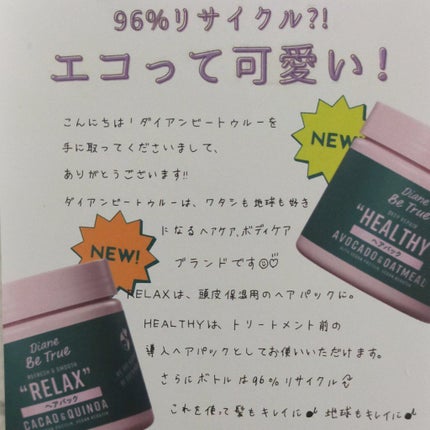 96%リサイクル?!
エコって可愛い!
こんにちは！ダイアンビートゥルーを
手に取ってくださいまして、
ありがとうございます!!
ダイアンビートゥルーは、ワタシも地球も好き
になるヘアケア、ボディケア
ブランドです☺♡
RELAXは、頭皮保湿用のヘアパックに。
HEALTHYは、トリートメント前の
導入ヘアパックとしてお使いいただけます。
さらにボトルは96%リサイクル
これを使って髪もキレイに♪ 地球もキレイに♪
NEW!
Diane
Be True
DEEP REPAIR
"HEALTHY"
ヘアパック
AVOCADO & OATMEAL
NEW!
Diane
Be True
REFRESH & SMOOTH
"RELAX"
ヘアパック
CACAO & QUINOA